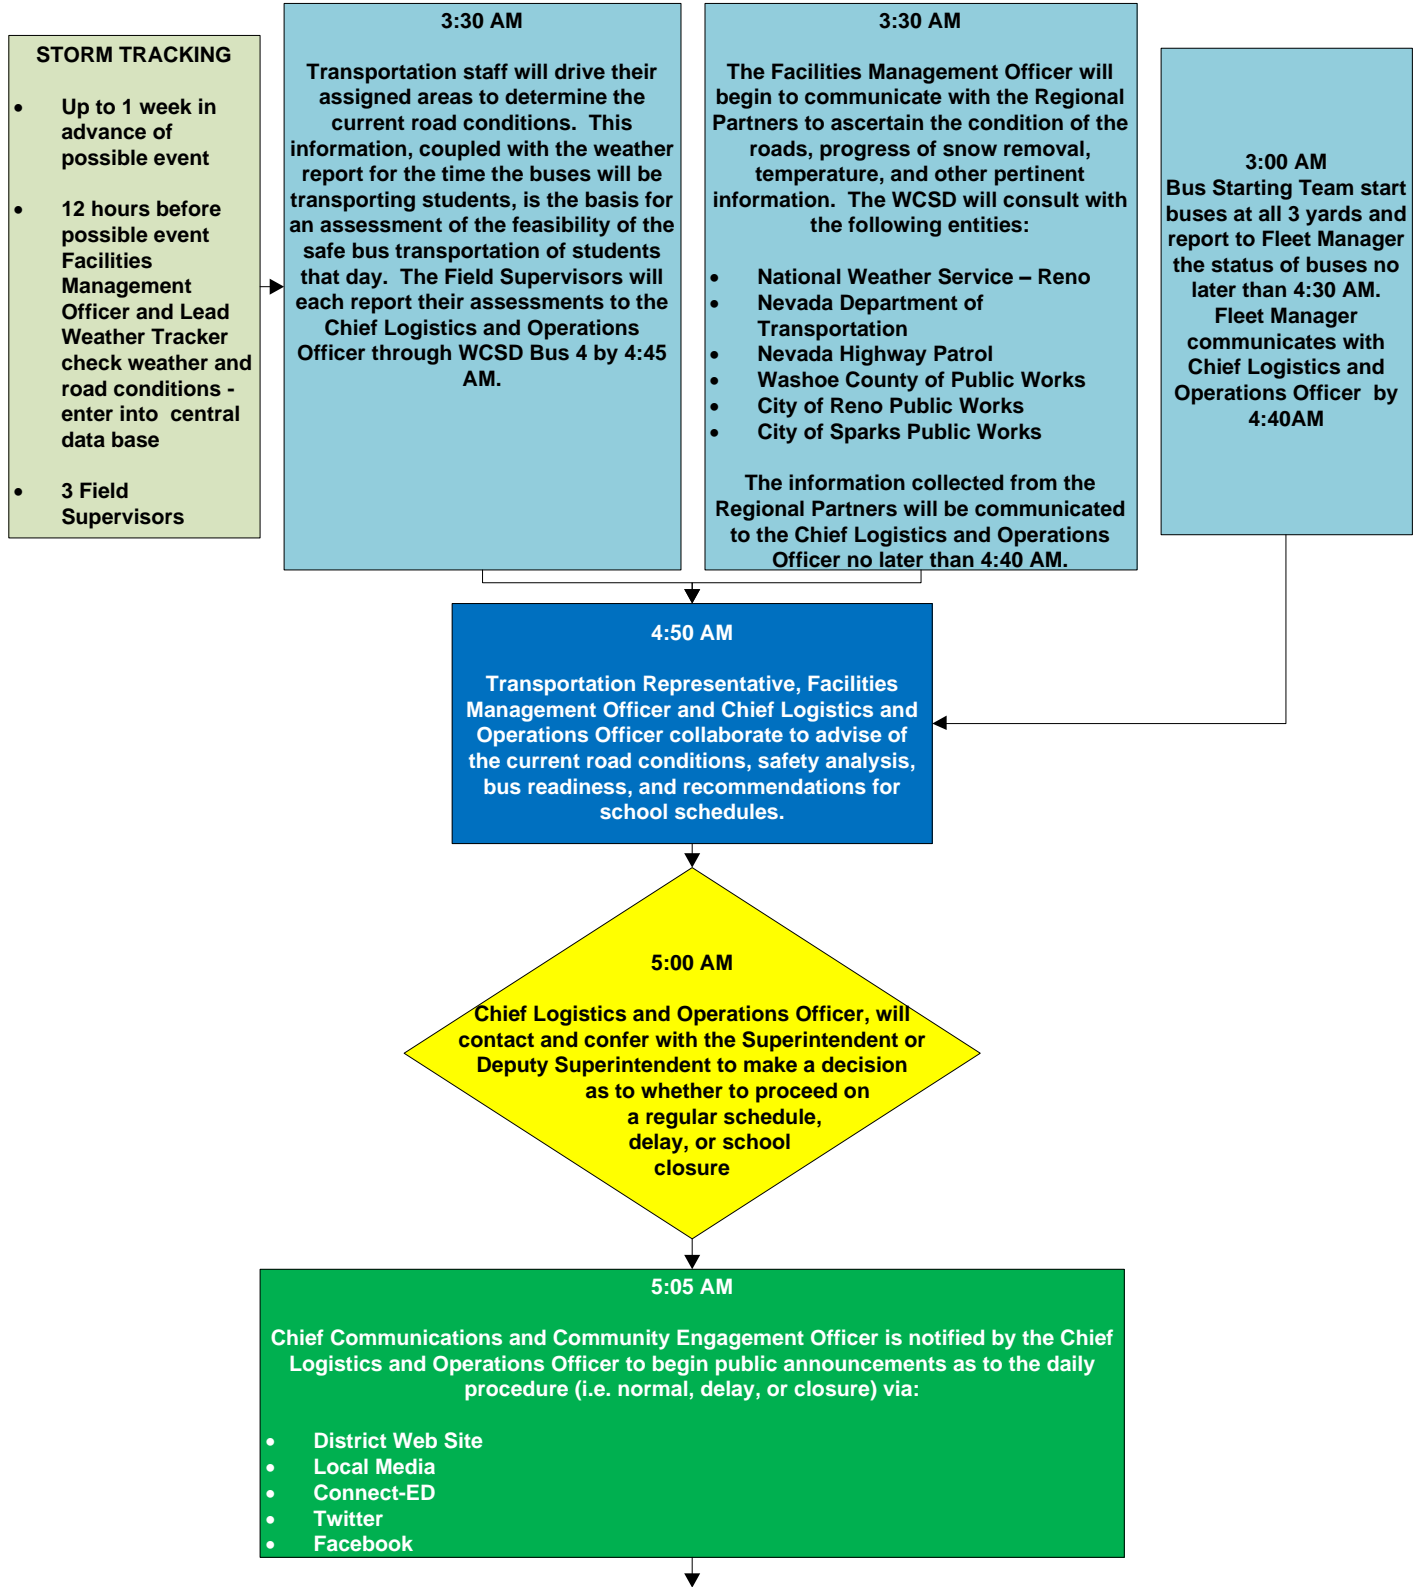 STORM TRACKING
• Up to 1 week in
advance of
possible event
• 12 hours before
possible event
Facilities
Management
Officer and Lead
Weather Tracker
check weather and
road conditions -
enter into central
data base
• 3 Field
Supervisors
3:30 AM
Transportation staff will drive their
assigned areas to determine the
current road conditions. This
information, coupled with the weather
report for the time the buses will be
transporting students, is the basis for
an assessment of the feasibility of the
safe bus transportation of students
that day. The Field Supervisors will
each report their assessments to the
Chief Logistics and Operations
Officer through WCSD Bus 4 by 4:45
AM.
3:30 AM
The Facilities Management Officer will
begin to communicate with the Regional
Partners to ascertain the condition of the
roads, progress of snow removal,
temperature, and other pertinent
information. The WCSD will consult with
the following entities:
• National Weather Service – Reno
• Nevada Department of
Transportation
• Nevada Highway Patrol
• Washoe County of Public Works
• City of Reno Public Works
• City of Sparks Public Works
The information collected from the
Regional Partners will be communicated
to the Chief Logistics and Operations
Officer no later than 4:40 AM.
3:00 AM
Bus Starting Team start
buses at all 3 yards and
report to Fleet Manager
the status of buses no
later than 4:30 AM.
Fleet Manager
communicates with
Chief Logistics and
Operations Officer by
4:40AM
4:50 AM
Transportation Representative, Facilities
Management Officer and Chief Logistics and
Operations Officer collaborate to advise of
the current road conditions, safety analysis,
bus readiness, and recommendations for
school schedules.
5:00 AM
Chief Logistics and Operations Officer, will
contact and confer with the Superintendent or
Deputy Superintendent to make a decision
as to whether to proceed on
a regular schedule,
delay, or school
closure
5:05 AM
Chief Communications and Community Engagement Officer is notified by the Chief
Logistics and Operations Officer to begin public announcements as to the daily
procedure (i.e. normal, delay, or closure) via:
• District Web Site
• Local Media
• Connect-ED
• Twitter
• Facebook